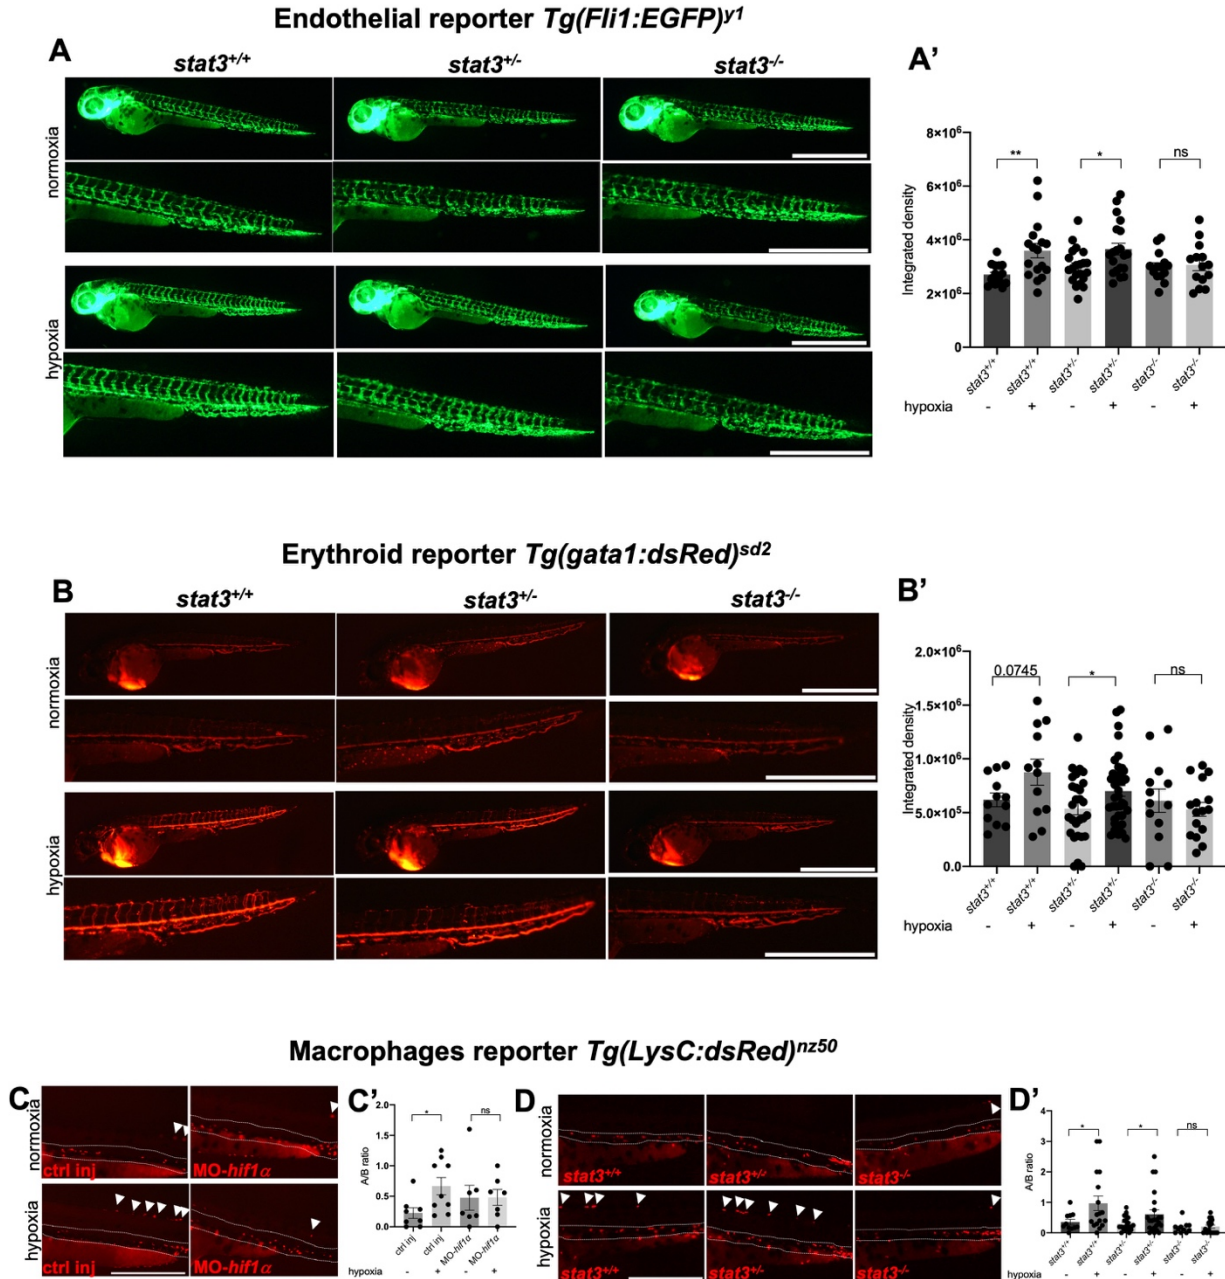 Endothelial reporter Tg(Fli1:EGFP)y1
A
stat3+/+ stat3+/- stat3-/-
normoxia
hypoxia
A’
8×10⁶
6×10⁶
4×10⁶
2×10⁶
0
Integrated density
** * ns
stat3+/+ stat3+/+ stat3+/- stat3+/- stat3-/- stat3-/-
hypoxia - + - + - +
Erythroid reporter Tg(gata1:dsRed)sd2
B
stat3+/+ stat3+/- stat3-/-
normoxia
hypoxia
B’
2.0×10⁶
1.5×10⁶
1.0×10⁶
5.0×10⁵
0.0
Integrated density
0.0745 * ns
stat3+/+ stat3+/+ stat3+/- stat3+/- stat3-/- stat3-/-
hypoxia - + - + - +
Macrophages reporter Tg(LysC:dsRed)nz50
C
normoxia
ctrl inj MO-hif1α
hypoxia
ctrl inj MO-hif1α
C’
2.0
1.5
1.0
0.5
0.0
A/B ratio
* ns
ctrl inj ctrl inj MO-hif1α MO-hif1α
hypoxia - + - +
D
normoxia
stat3+/+ stat3+/- stat3-/-
hypoxia
stat3+/+ stat3+/- stat3-/-
D’
4
3
2
1
0
A/B ratio
* * ns
stat3+/+ stat3+/+ stat3+/- stat3+/- stat3-/- stat3-/-
hypoxia - + - + - +